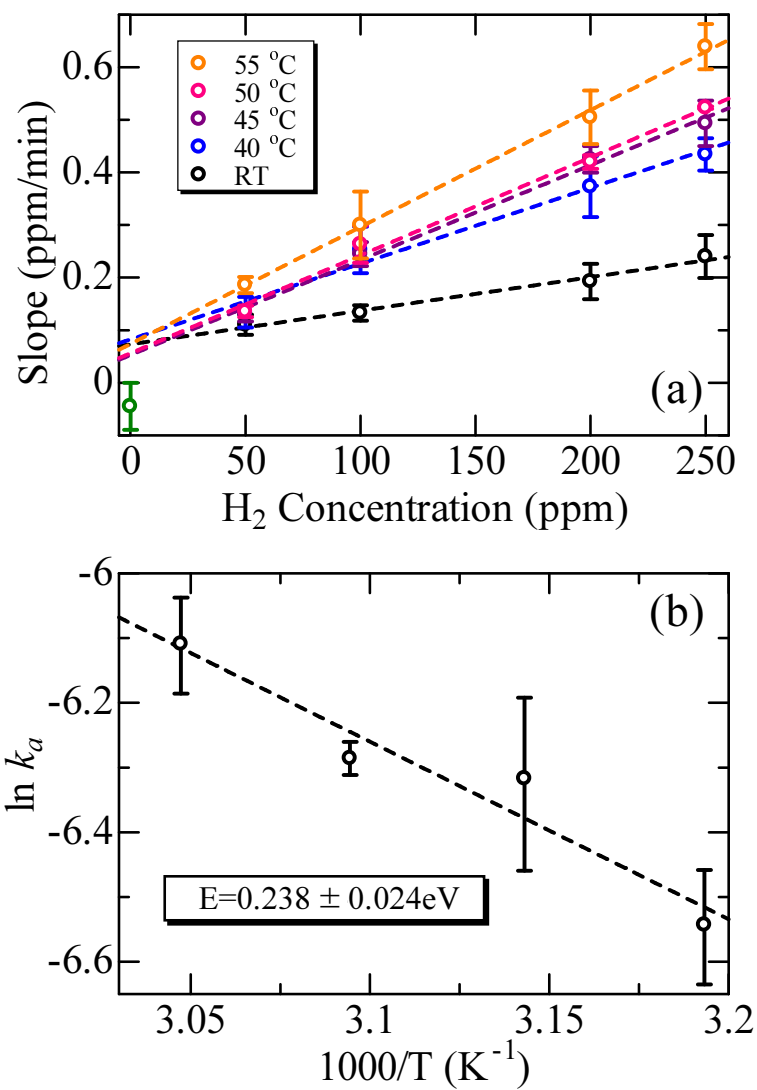 0.6
0.4
0.2
0
Slope (ppm/min)
55 °C
50 °C
45 °C
40 °C
RT
(a)
0 50 100 150 200 250
H₂ Concentration (ppm)
-6
-6.2
-6.4
-6.6
ln kₐ
(b)
E=0.238 ± 0.024eV
3.05 3.1 3.15 3.2
1000/T (K⁻¹)